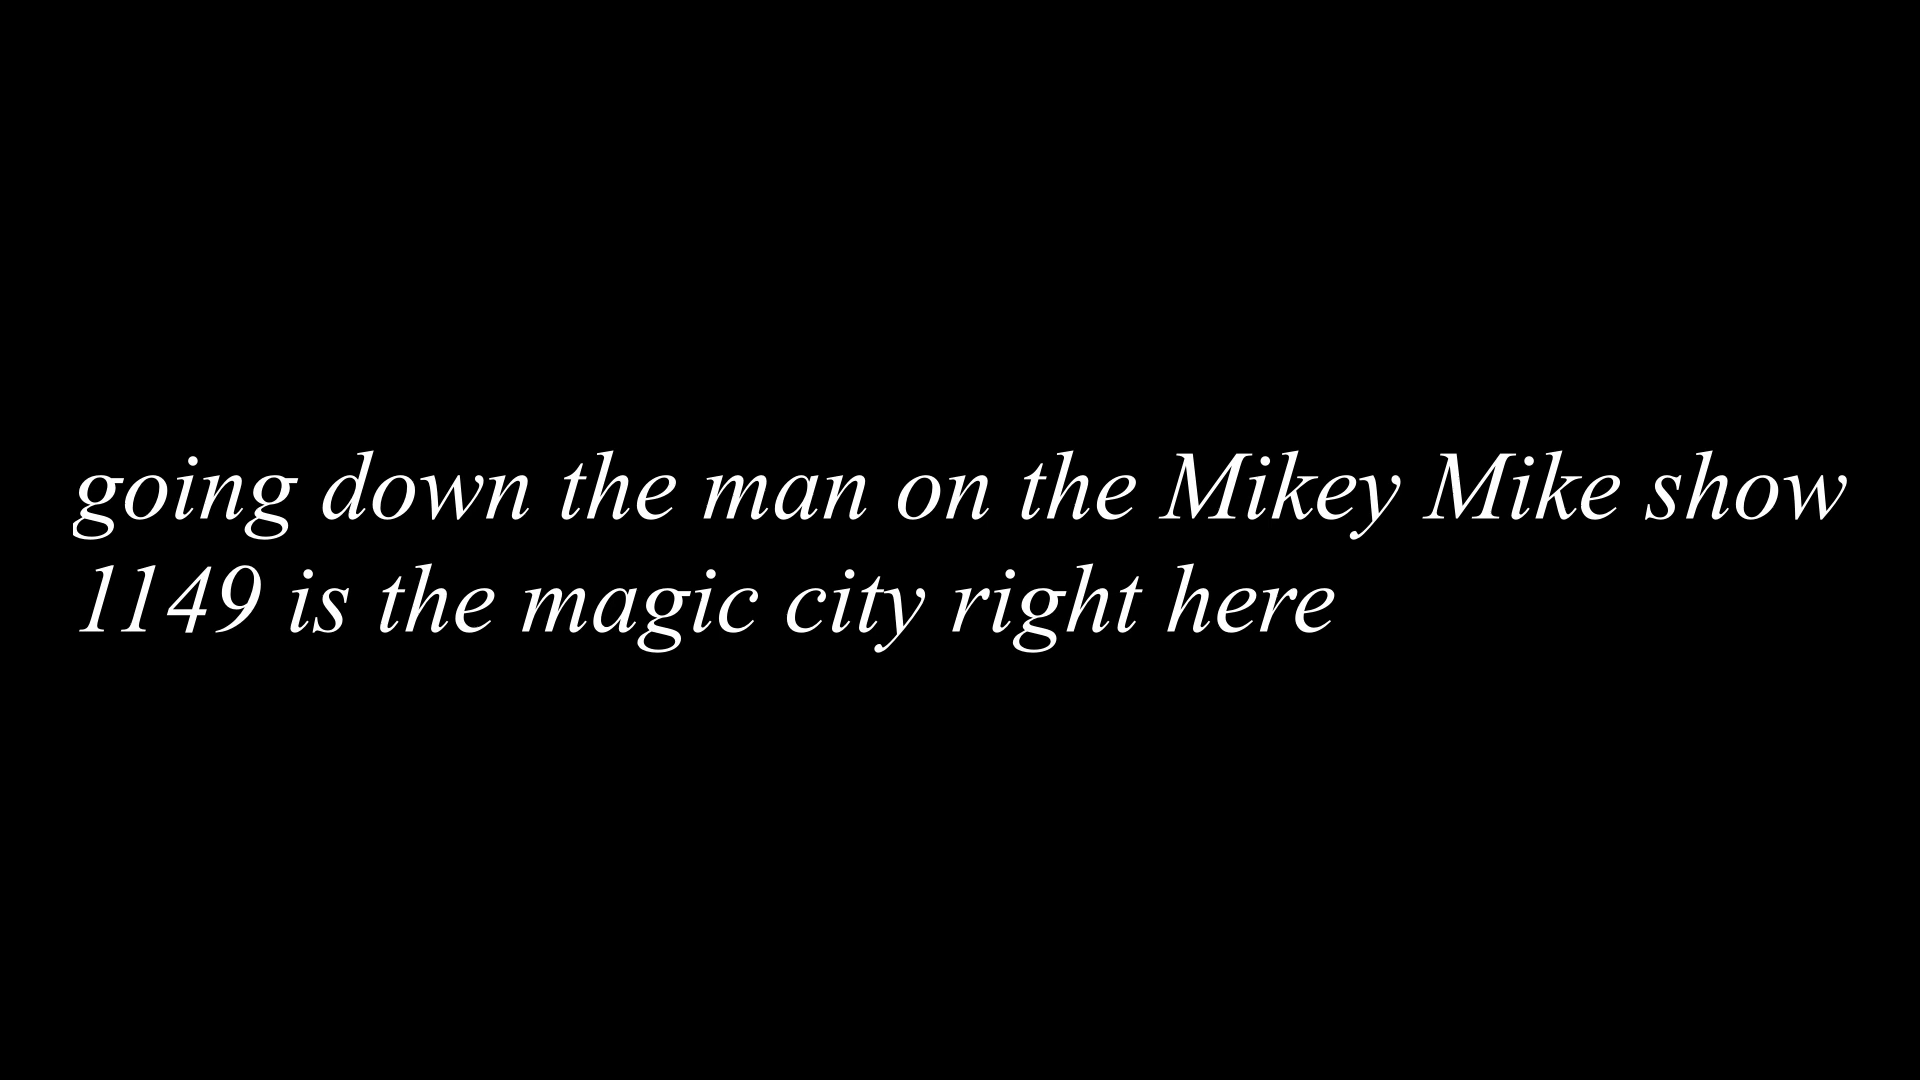 going down the man on the Mikey Mike show
1149 is the magic city right here